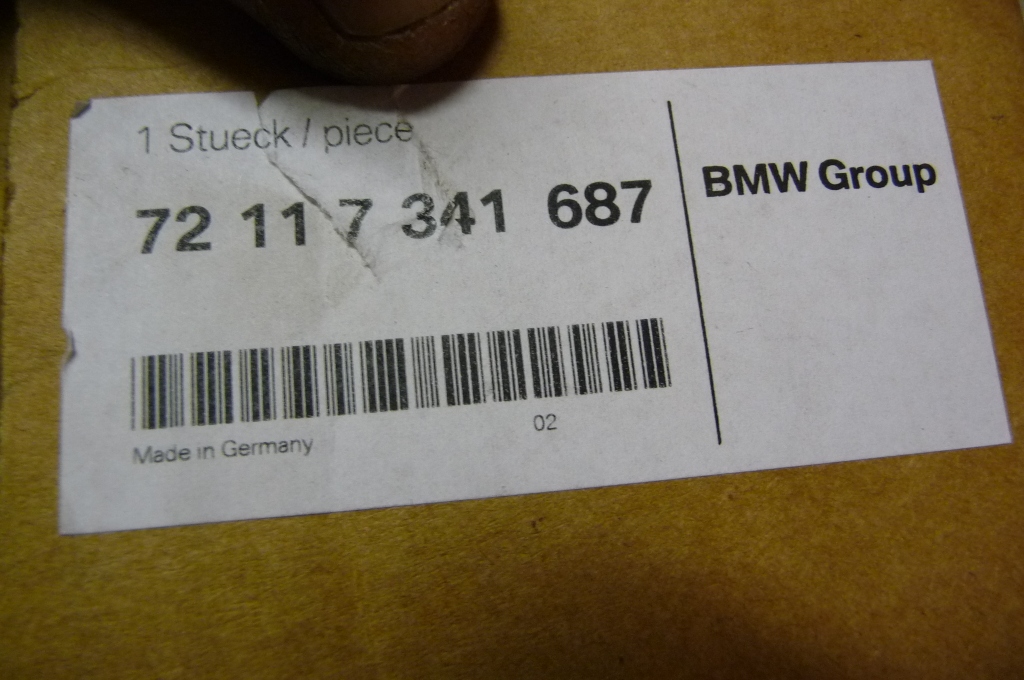 1 Stueck / piece
72 11 7 341 687
BMW Group
Made in Germany
02